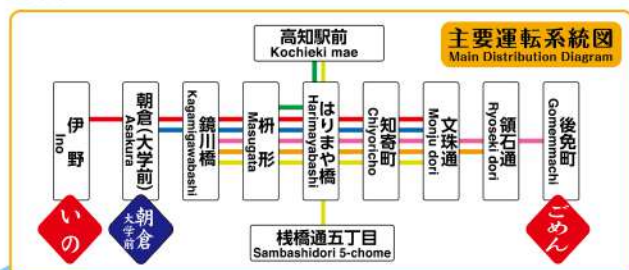 主要運転系統図
Main Distribution Diagram
高知駅前
Kochieki mae
伊野
Ino
朝倉(大学前)
Asakura
鏡川橋
Kagamigawabashi
枡形
Masugata
はりまや橋
Harimayabashi
知寄町
Chiyoricho
文珠通
Monju dori
領石通
Ryoseki dori
後免町
Gomemmachi
いの
朝倉
大学前
ごめん
桟橋通五丁目
Sambashidori 5-chome